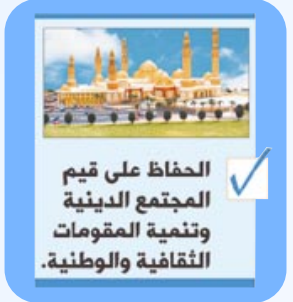 الحفاظ على قيم
المجتمع الدينية
وتنمية المقومات
الثقافية والوطنية.